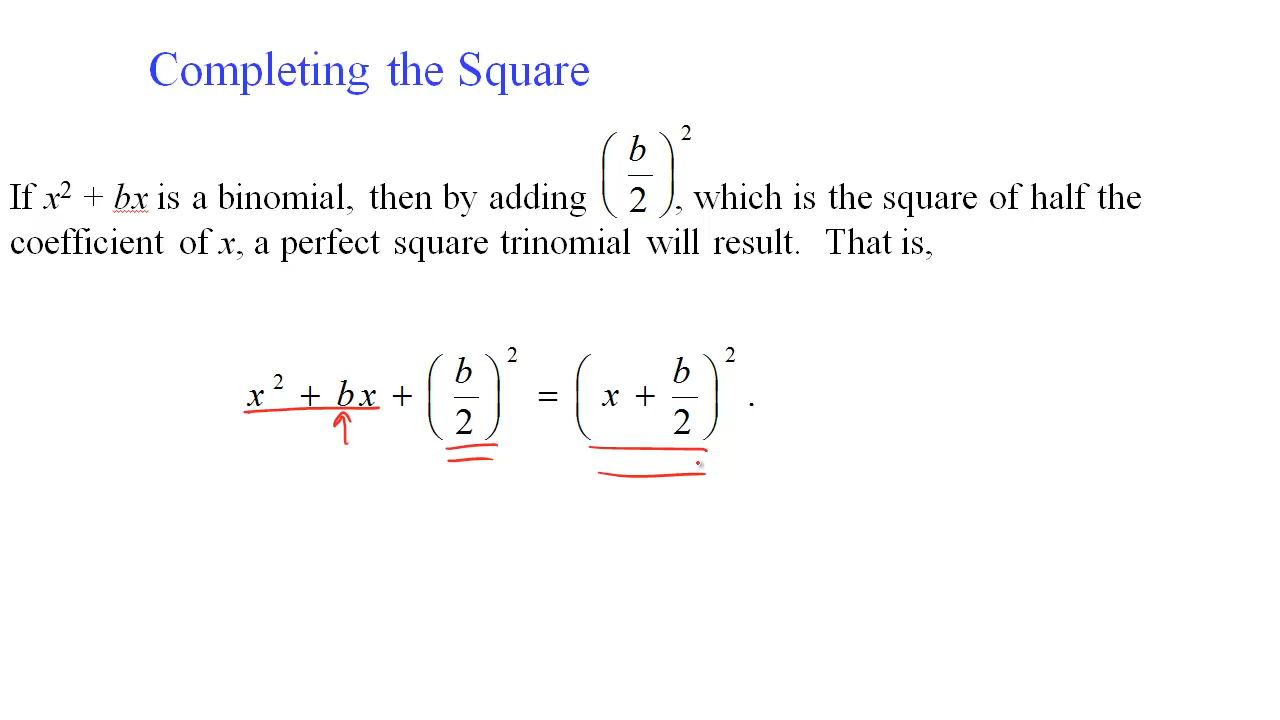 Completing the Square
If x² + bx is a binomial, then by adding (b/2)², which is the square of half the
coefficient of x, a perfect square trinomial will result. That is,
x² + bx + (b/2)² = (x + b/2)².